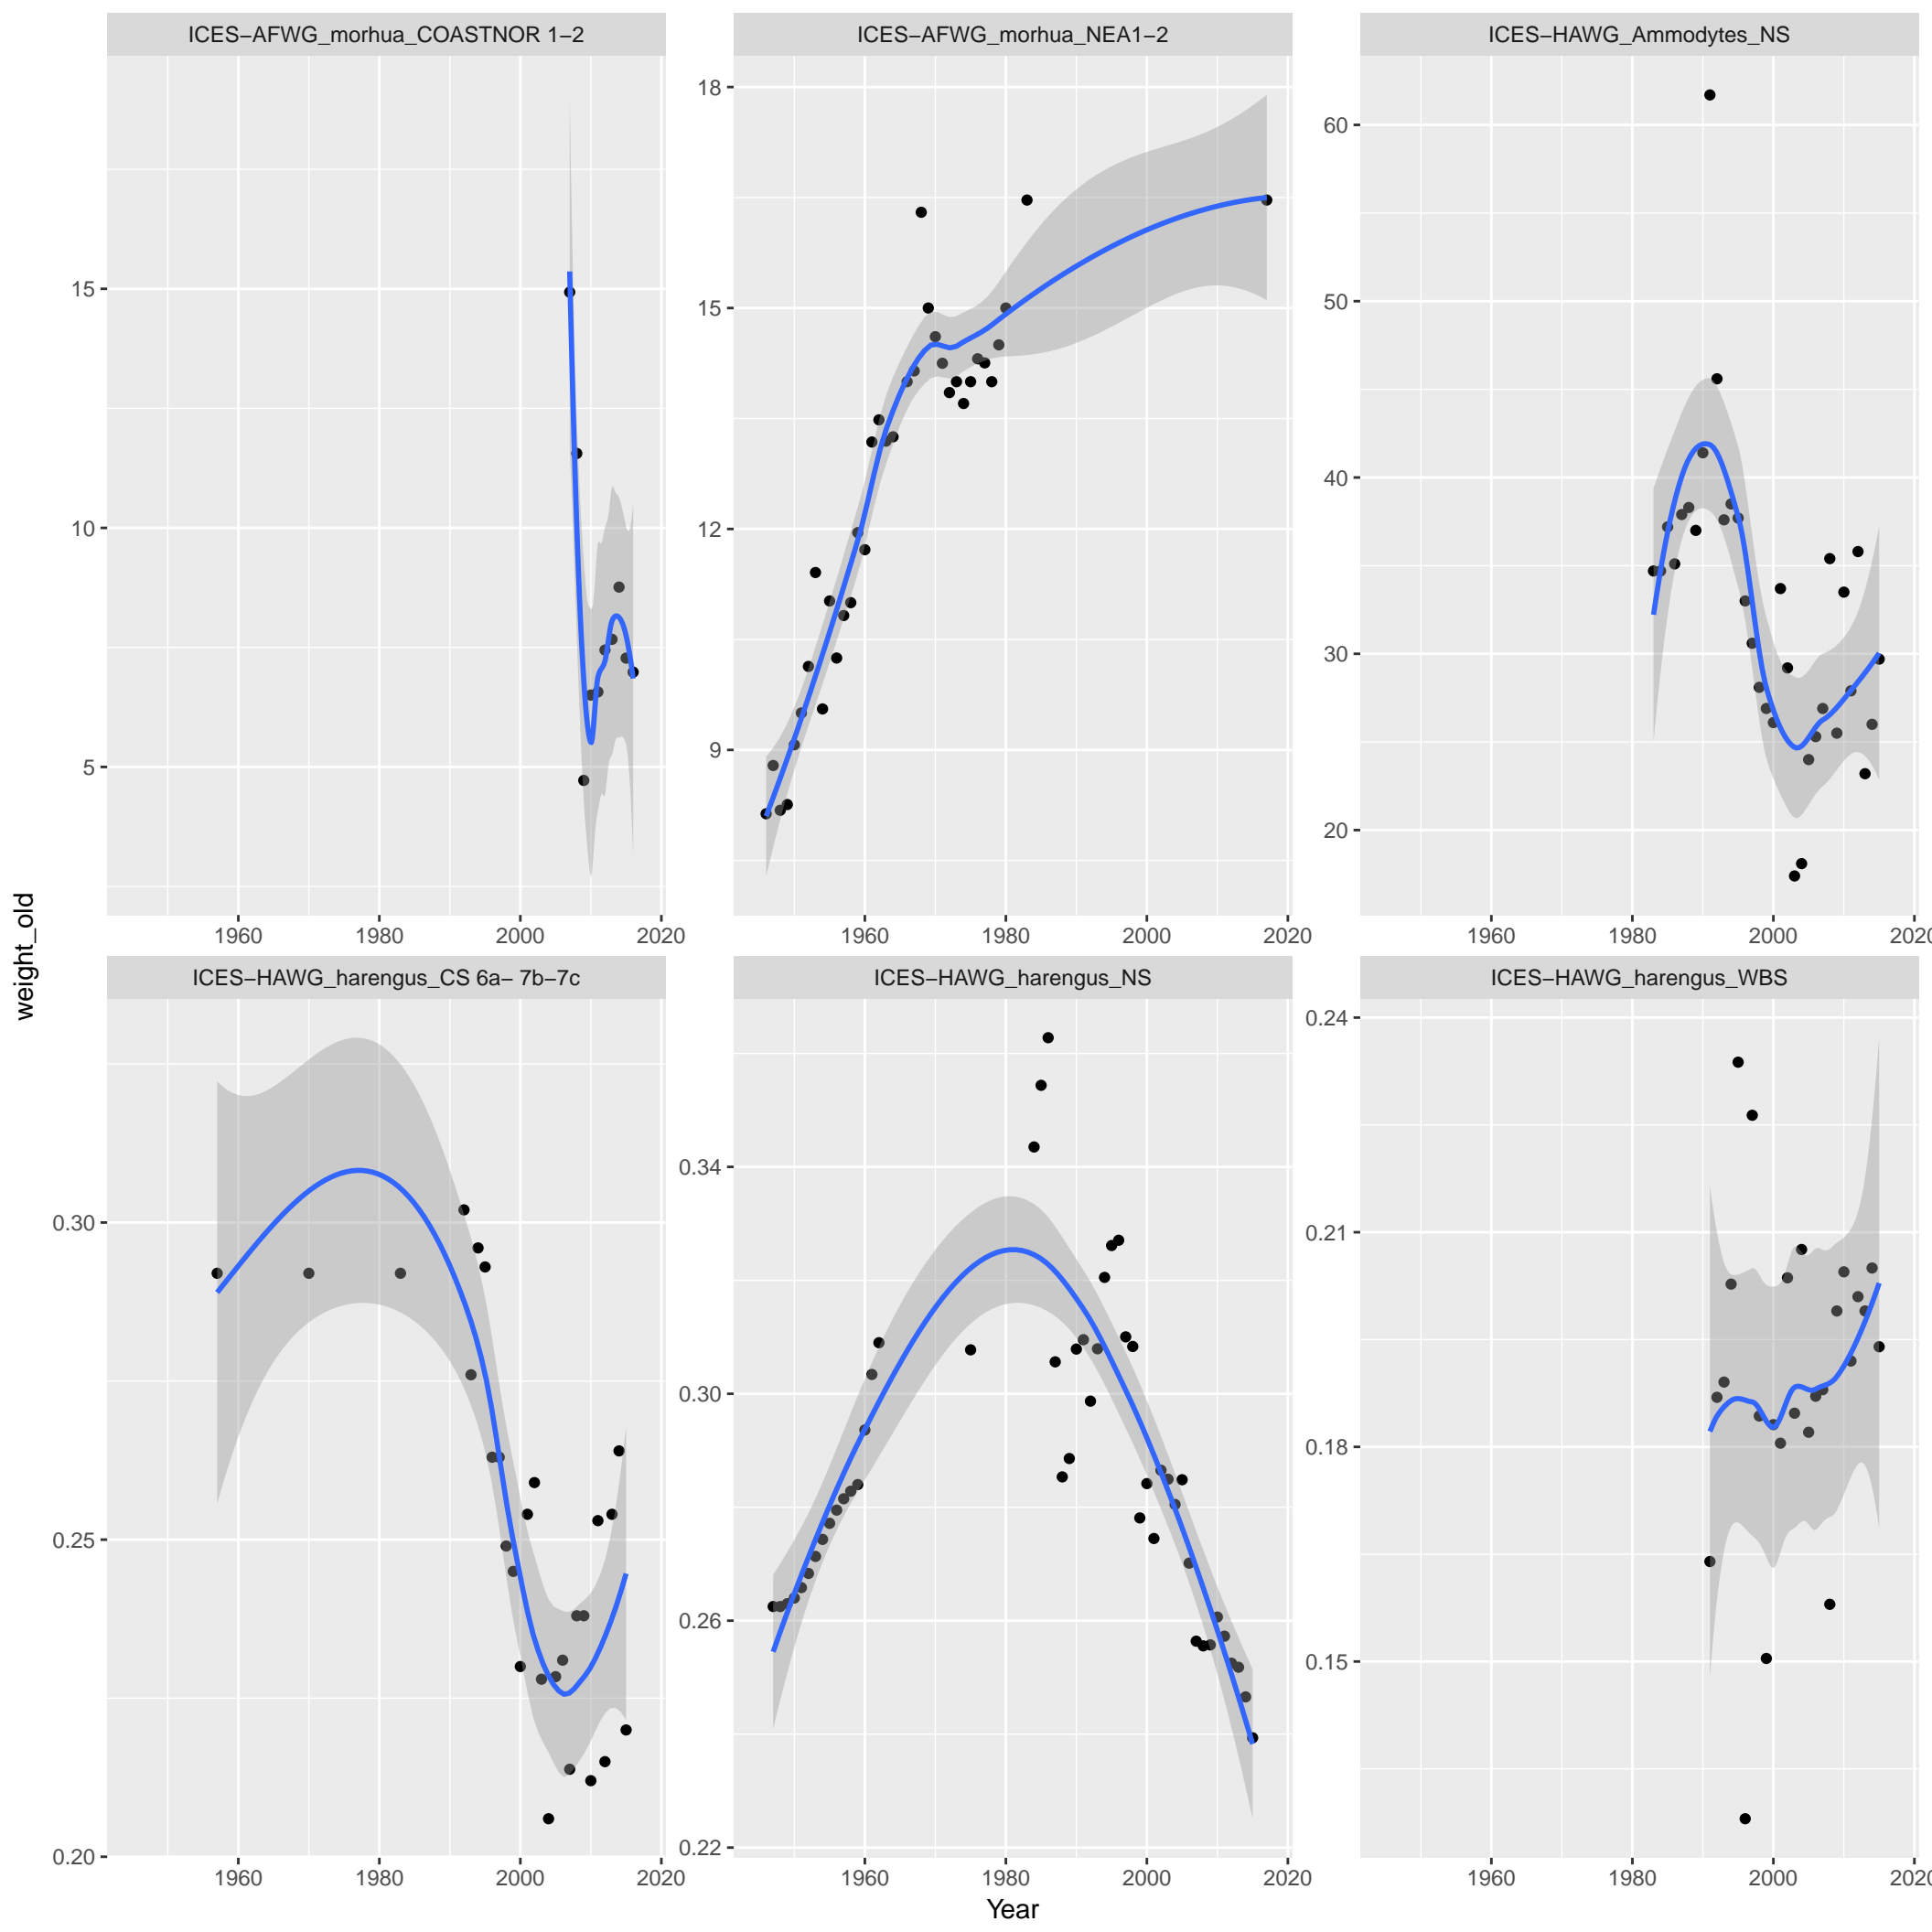 ICES−AFWG_morhua_COASTNOR 1−2
ICES−AFWG_morhua_NEA1−2
ICES−HAWG_Ammodytes_NS
15
10
5
1960 1980 2000 2020
18
15
12
9
1960 1980 2000 2020
60
50
40
30
20
1960 1980 2000 202
weight_old
ICES−HAWG_harengus_CS 6a− 7b−7c
ICES−HAWG_harengus_NS
ICES−HAWG_harengus_WBS
0.30
0.25
0.20
1960 1980 2000 2020
0.34
0.30
0.26
0.22
1960 1980 2000 2020
0.24
0.21
0.18
0.15
1960 1980 2000 202
Year